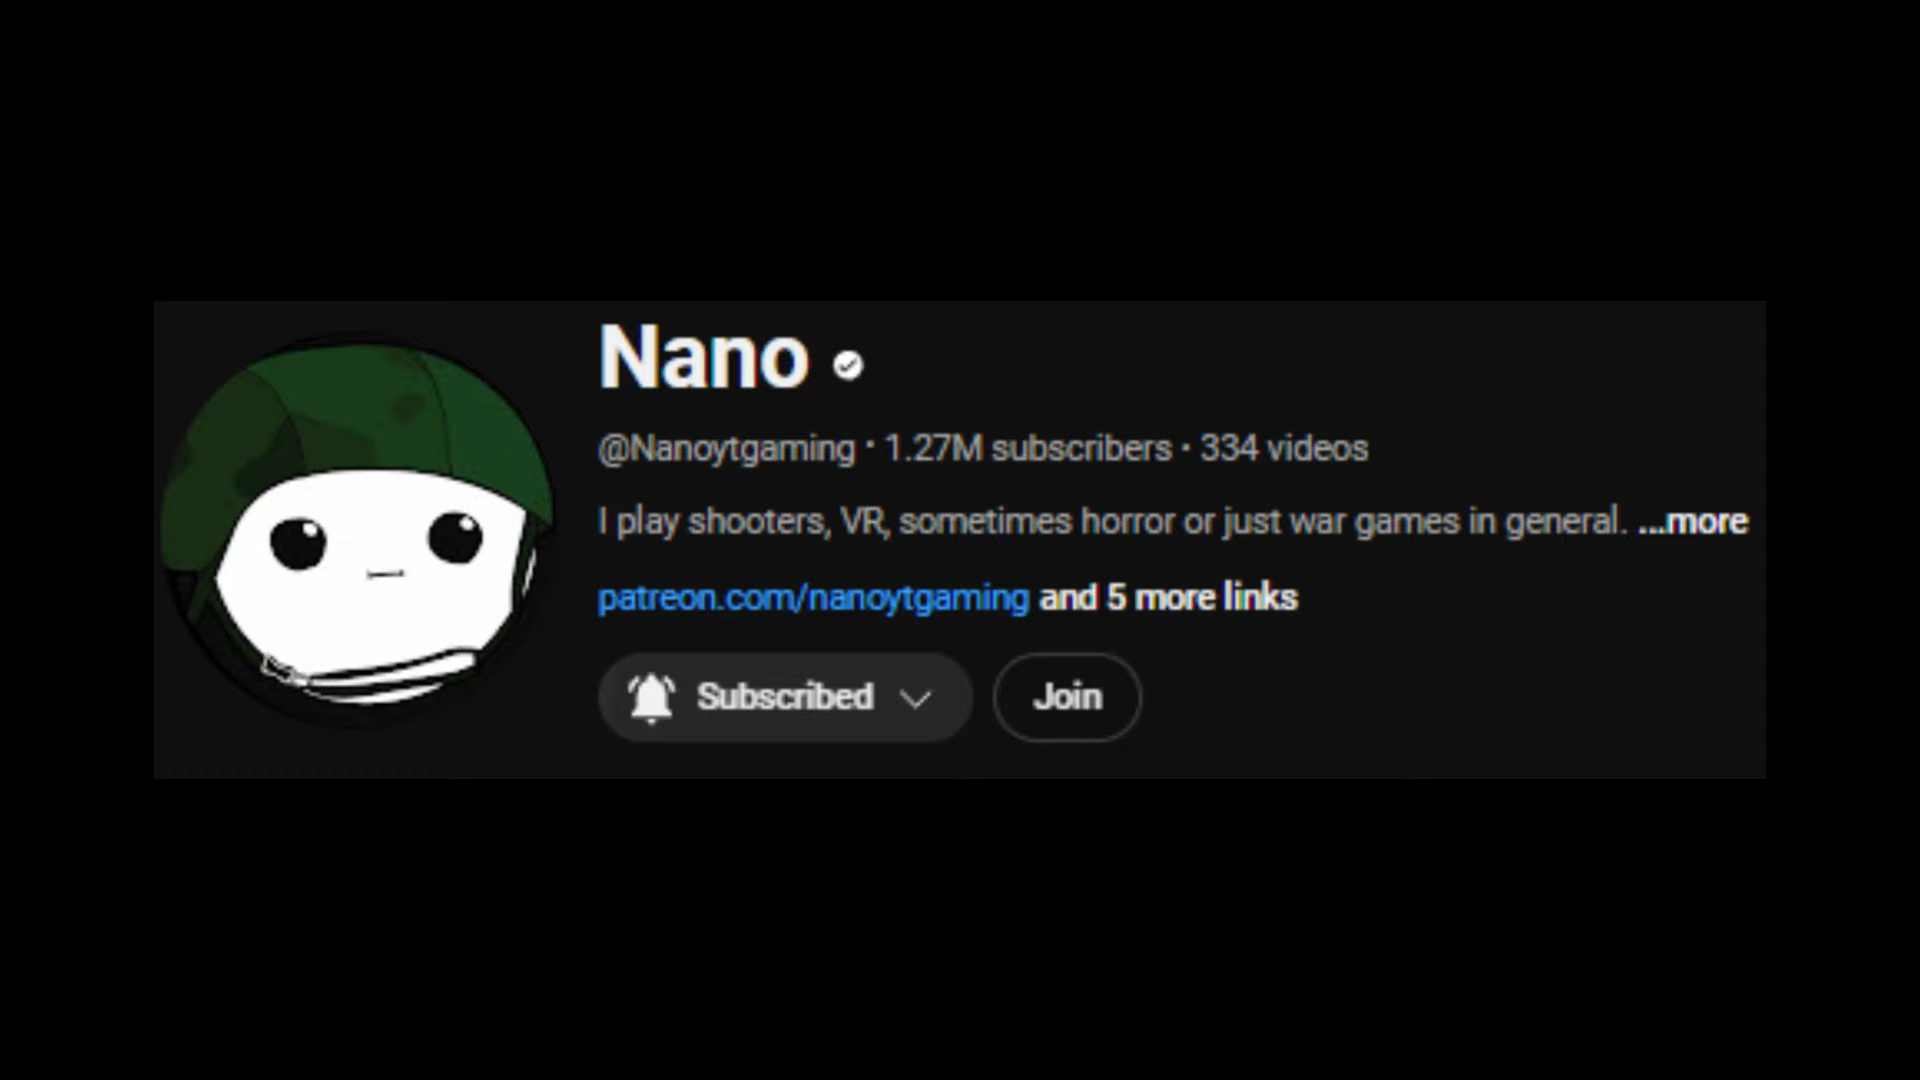 Nano
@Nanoytgaming · 1.27M subscribers · 334 videos
I play shooters, VR, sometimes horror or just war games in general. ...more
patreon.com/nanoytgaming and 5 more links
Subscribed Join